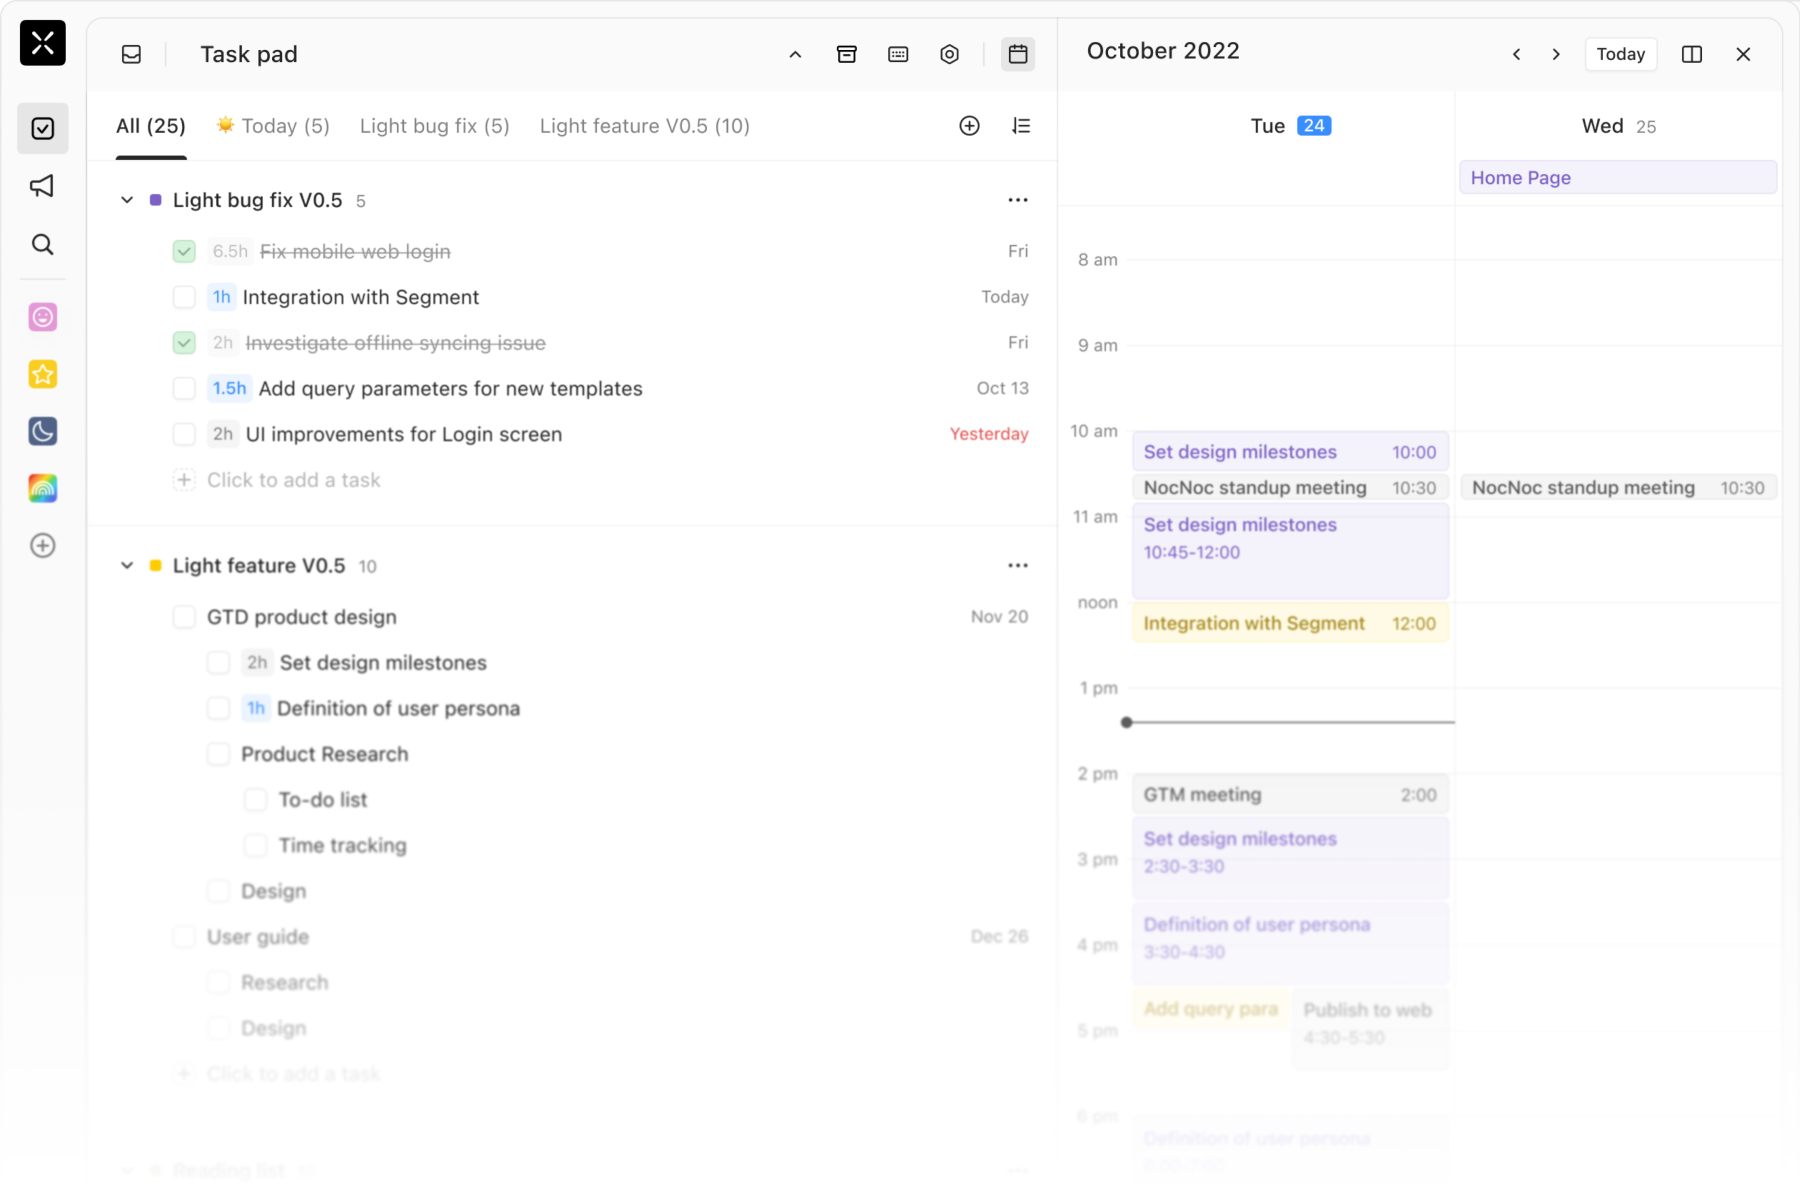 Task pad
All (25)
Today (5)
Light bug fix (5)
Light feature V0.5 (10)
Light bug fix V0.5 5
6.5h Fix mobile web login Fri
1h Integration with Segment Today
2h Investigate offline syncing issue Fri
1.5h Add query parameters for new templates Oct 13
2h UI improvements for Login screen Yesterday
Click to add a task
Light feature V0.5 10
GTD product design Nov 20
2h Set design milestones
1h Definition of user persona
Product Research
To-do list
Time tracking
Design
User guide Dec 26
Research
Design
Click to add a task
Reading list
October 2022
Today
Tue 24
Wed 25
Home Page
8 am
9 am
10 am
Set design milestones 10:00
NocNoc standup meeting 10:30
NocNoc standup meeting 10:30
11 am
Set design milestones
10:45-12:00
noon
Integration with Segment 12:00
1 pm
2 pm
GTM meeting 2:00
Set design milestones
2:30-3:30
3 pm
Definition of user persona
3:30-4:30
4 pm
Add query para
Publish to web
4:30-5:30
5 pm
6 pm
Definition of user persona